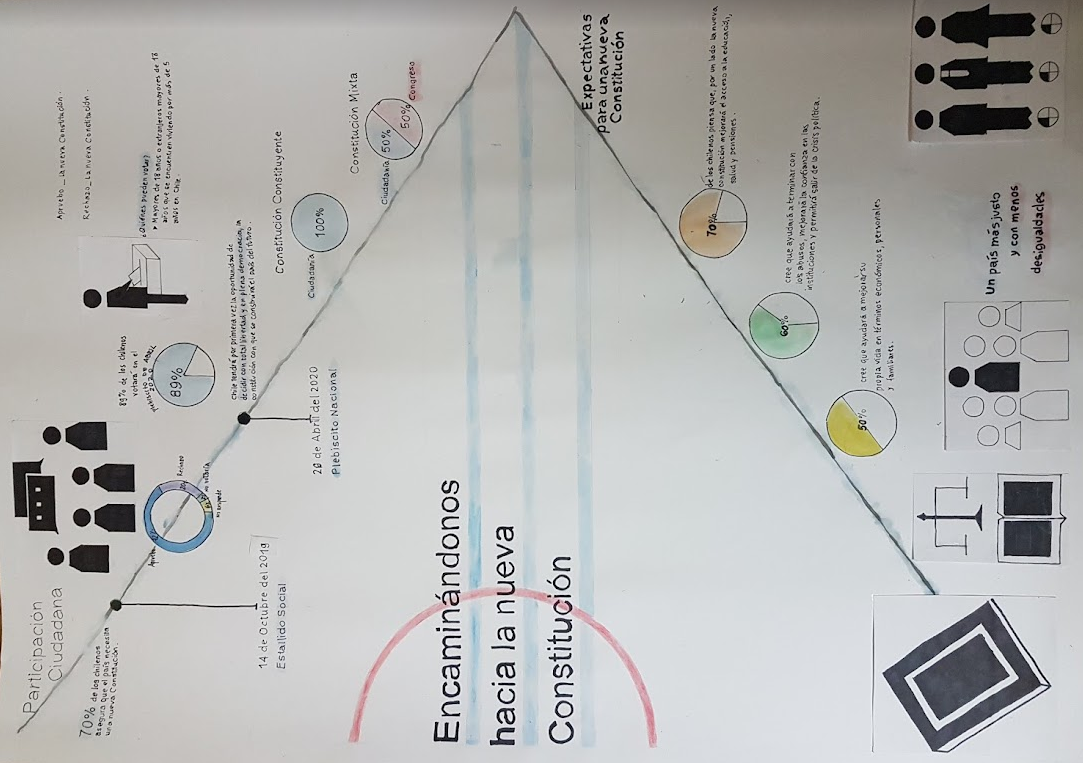 Participación
Ciudadana
70% de los chilenos
asegura que el país necesita
una nueva Constitución.
14 de Octubre del 2019
Estallido Social
Aprueba
Rechazo
no votaría
no responde
89% de los chilenos
votará en el
plebiscito DE ABRIL
2020
89%
Apruebo _ la nueva Constitución.
Rechazo _ la nueva Constitución.
¿Quiénes pueden votar?
▸ Mayores de 18 años o extranjeros mayores de 18
años que se encuentren viviendo por más de 5
años en Chile.
Chile tendrá por primera vez la oportunidad de
decidir con total libertad y en plena democracia, la
constitución con que se construirá el país del futuro.
26 de Abril del 2020
Plebiscito Nacional
Constitución Constituyente
Ciudadanía
100%
Constitución Mixta
Ciudadanía
50%
50%
Congreso
Encaminándonos
hacia la nueva
Constitución
Expectativas
para una nueva
Constitución
70%
de los chilenos piensa que, por un lado la nueva
constitución mejorará el acceso a la educación,
salud y pensiones.
60%
cree que ayudará a terminar con
los abusos, mejorará la confianza en las
instituciones y permitirá salir de la crisis política.
50%
cree que ayudará a mejorar su
propia vida en términos económicos, personales
y familiares.
Un país más justo
y con menos
desigualdades